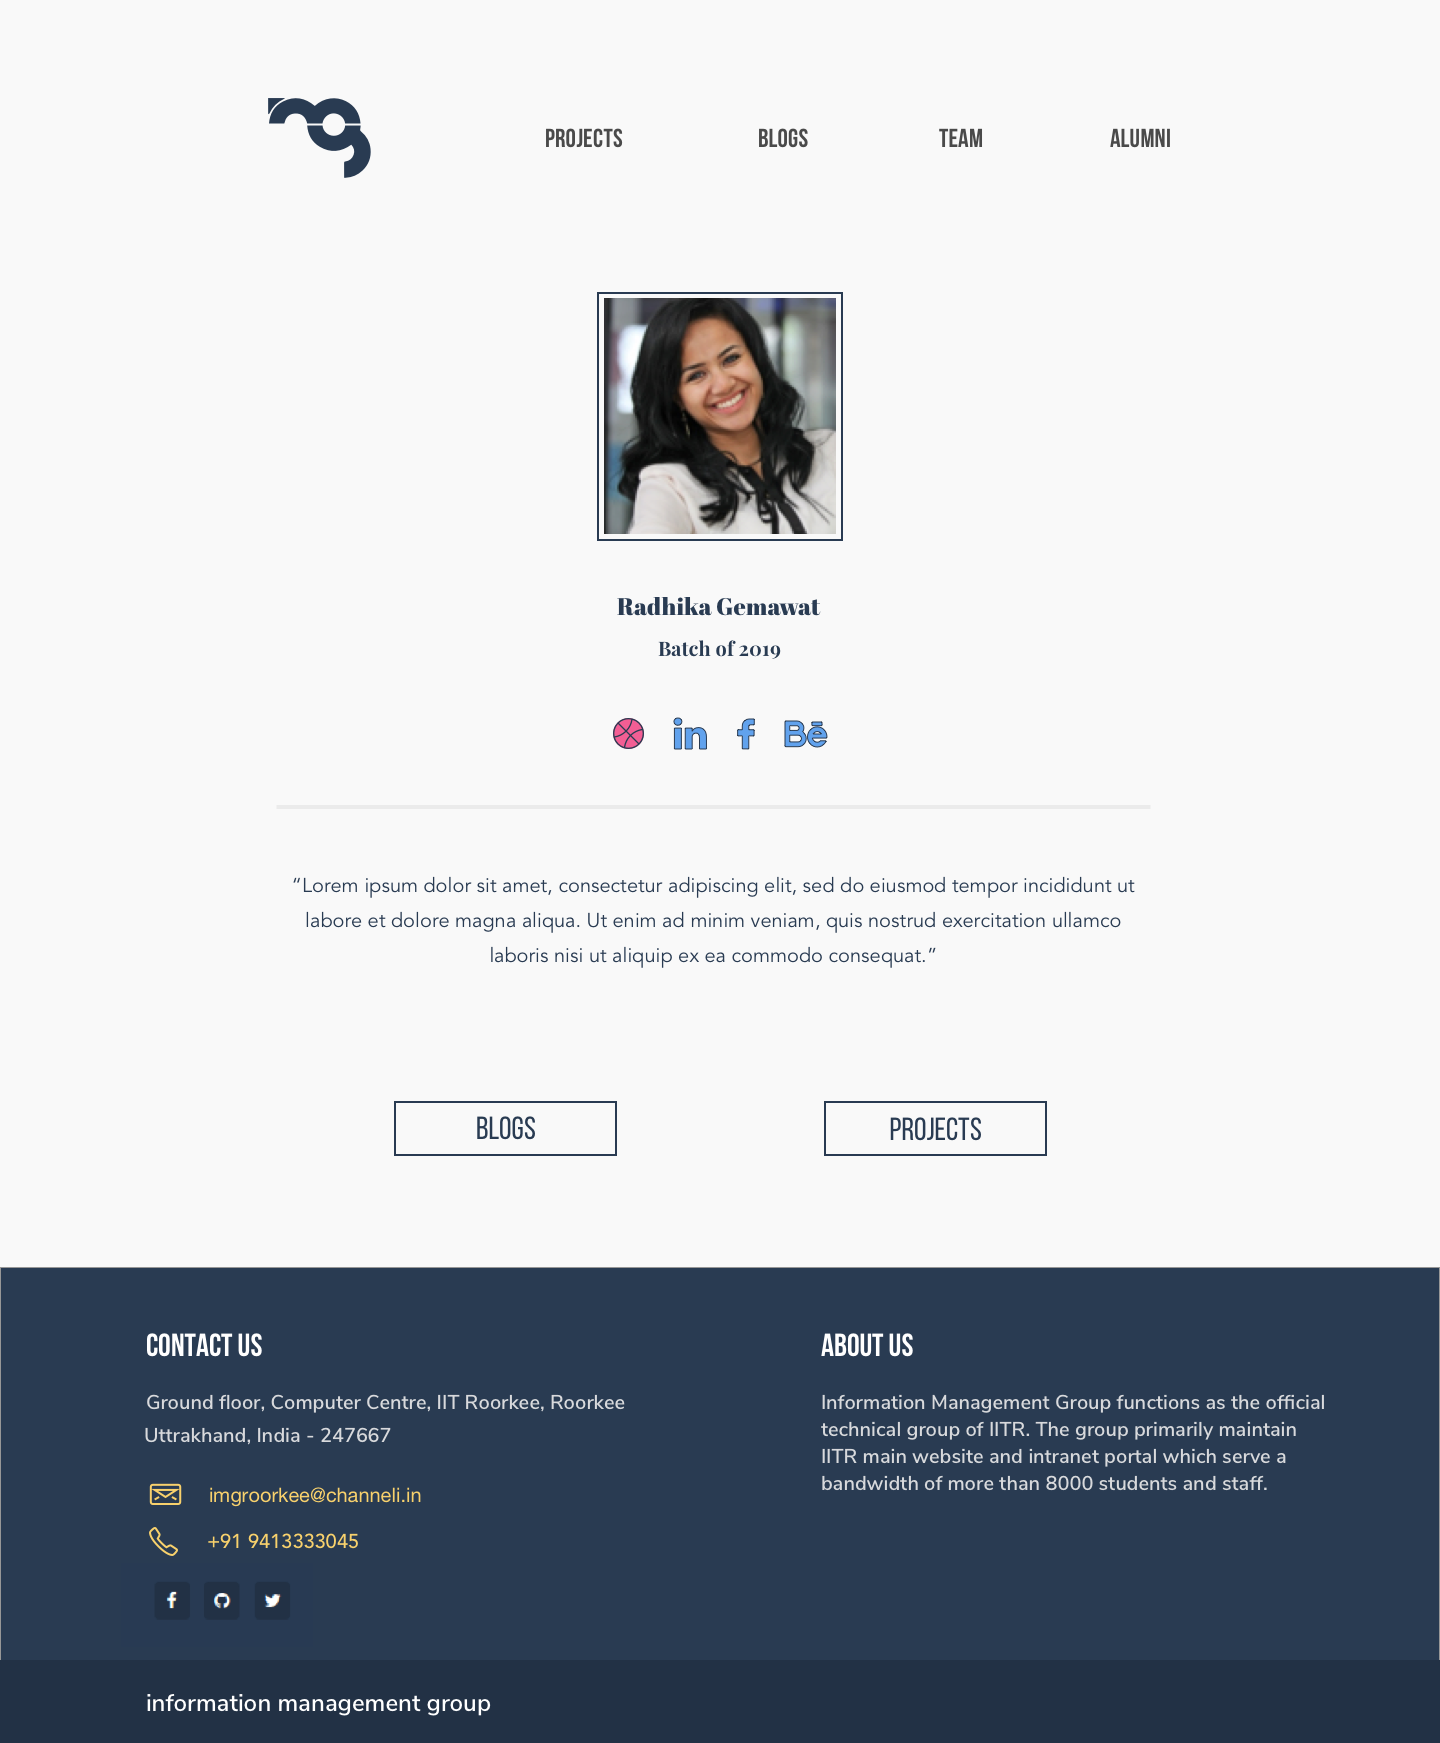 PROJECTS
BLOGS
TEAM
ALUMNI
Radhika Gemawat
Batch of 2019
in
f
Bē
“Lorem ipsum dolor sit amet, consectetur adipiscing elit, sed do eiusmod tempor incididunt ut
labore et dolore magna aliqua. Ut enim ad minim veniam, quis nostrud exercitation ullamco
laboris nisi ut aliquip ex ea commodo consequat.”
BLOGS
PROJECTS
CONTACT US
Ground floor, Computer Centre, IIT Roorkee, Roorkee
Uttrakhand, India - 247667
imgroorkee@channeli.in
+91 9413333045
ABOUT US
Information Management Group functions as the official
technical group of IITR. The group primarily maintain
IITR main website and intranet portal which serve a
bandwidth of more than 8000 students and staff.
information management group